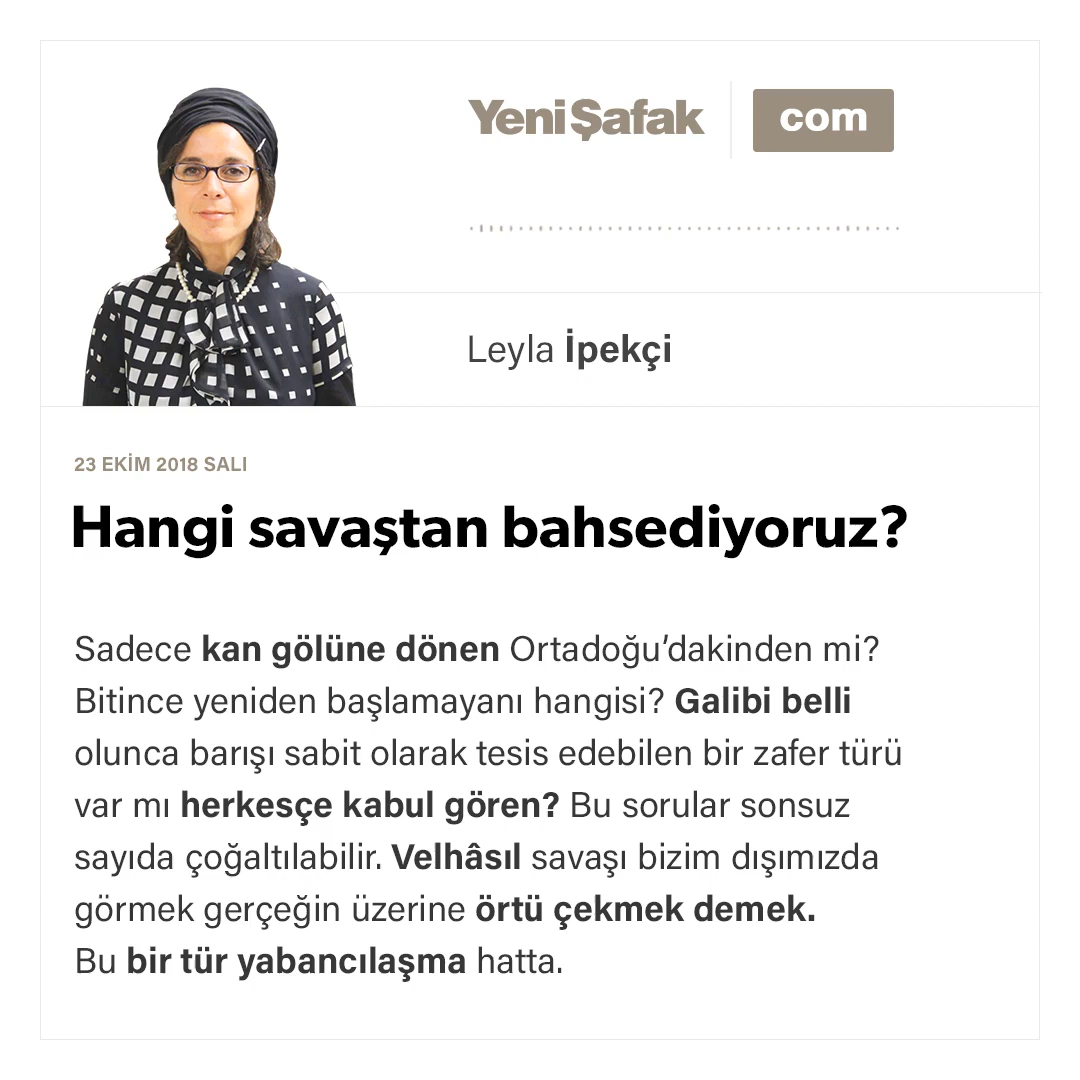 YeniŞafak com
Leyla İpekçi
23 EKİM 2018 SALI
Hangi savaştan bahsediyoruz?
Sadece kan gölüne dönen Ortadoğu’dakinden mi?
Bitince yeniden başlamayanı hangisi? Galibi belli
olunca barışı sabit olarak tesis edebilen bir zafer türü
var mı herkesçe kabul gören? Bu sorular sonsuz
sayıda çoğaltılabilir. Velhâsıl savaşı bizim dışımızda
görmek gerçeğin üzerine örtü çekmek demek.
Bu bir tür yabancılaşma hatta.